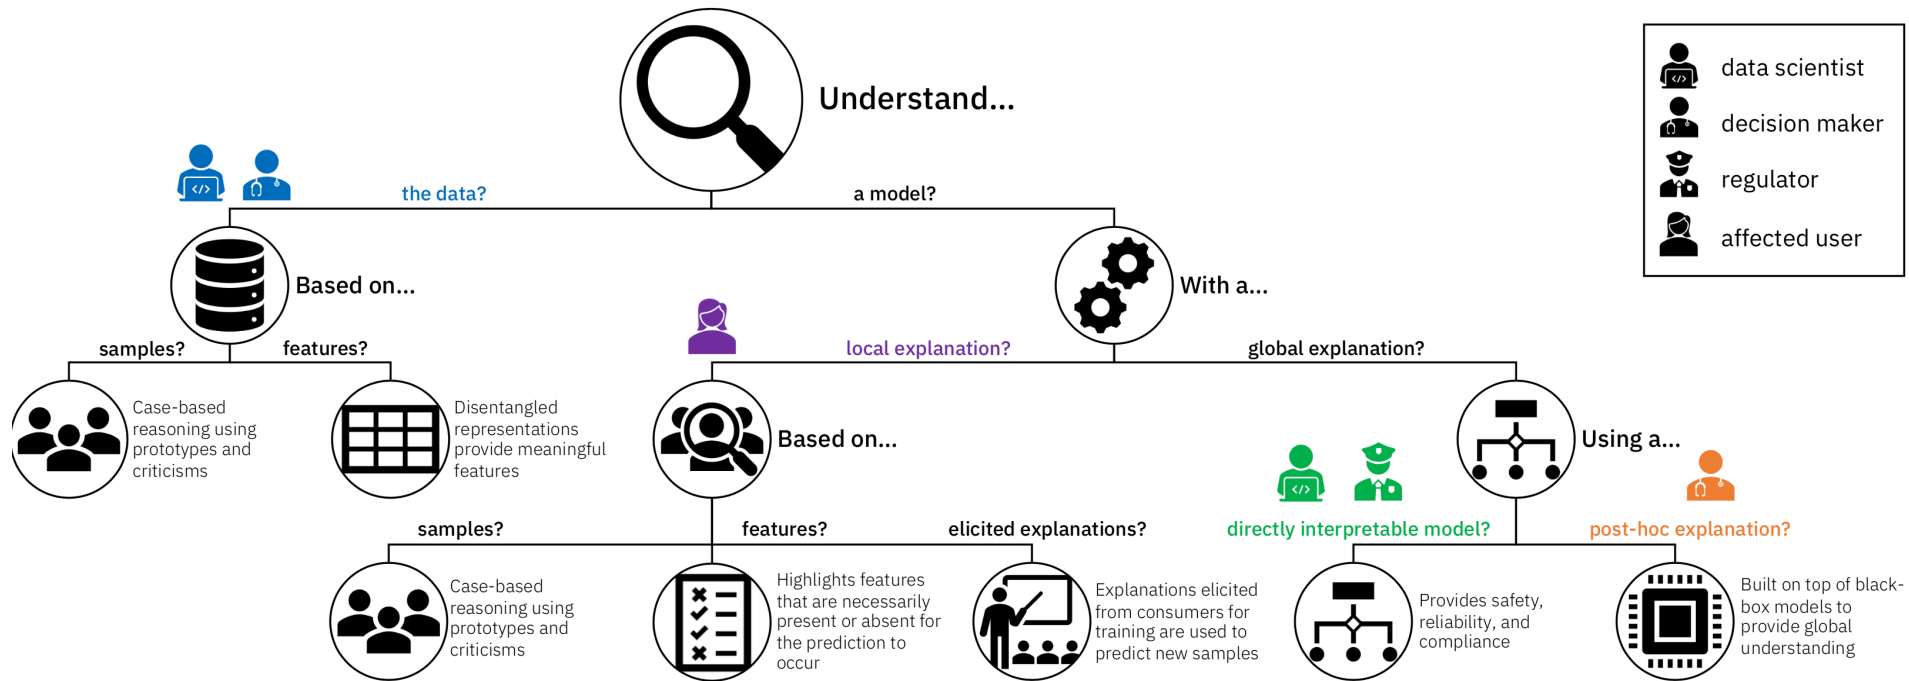 Understand...
data scientist
decision maker
regulator
affected user
the data?
a model?
Based on...
With a...
samples?
features?
local explanation?
global explanation?
Case-based
reasoning using
prototypes and
criticisms
Disentangled
representations
provide meaningful
features
Based on...
Using a...
samples?
features?
elicited explanations?
directly interpretable model?
post-hoc explanation?
Case-based
reasoning using
prototypes and
criticisms
Highlights features
that are necessarily
present or absent for
the prediction to
occur
Explanations elicited
from consumers for
training are used to
predict new samples
Provides safety,
reliability, and
compliance
Built on top of black-
box models to
provide global
understanding